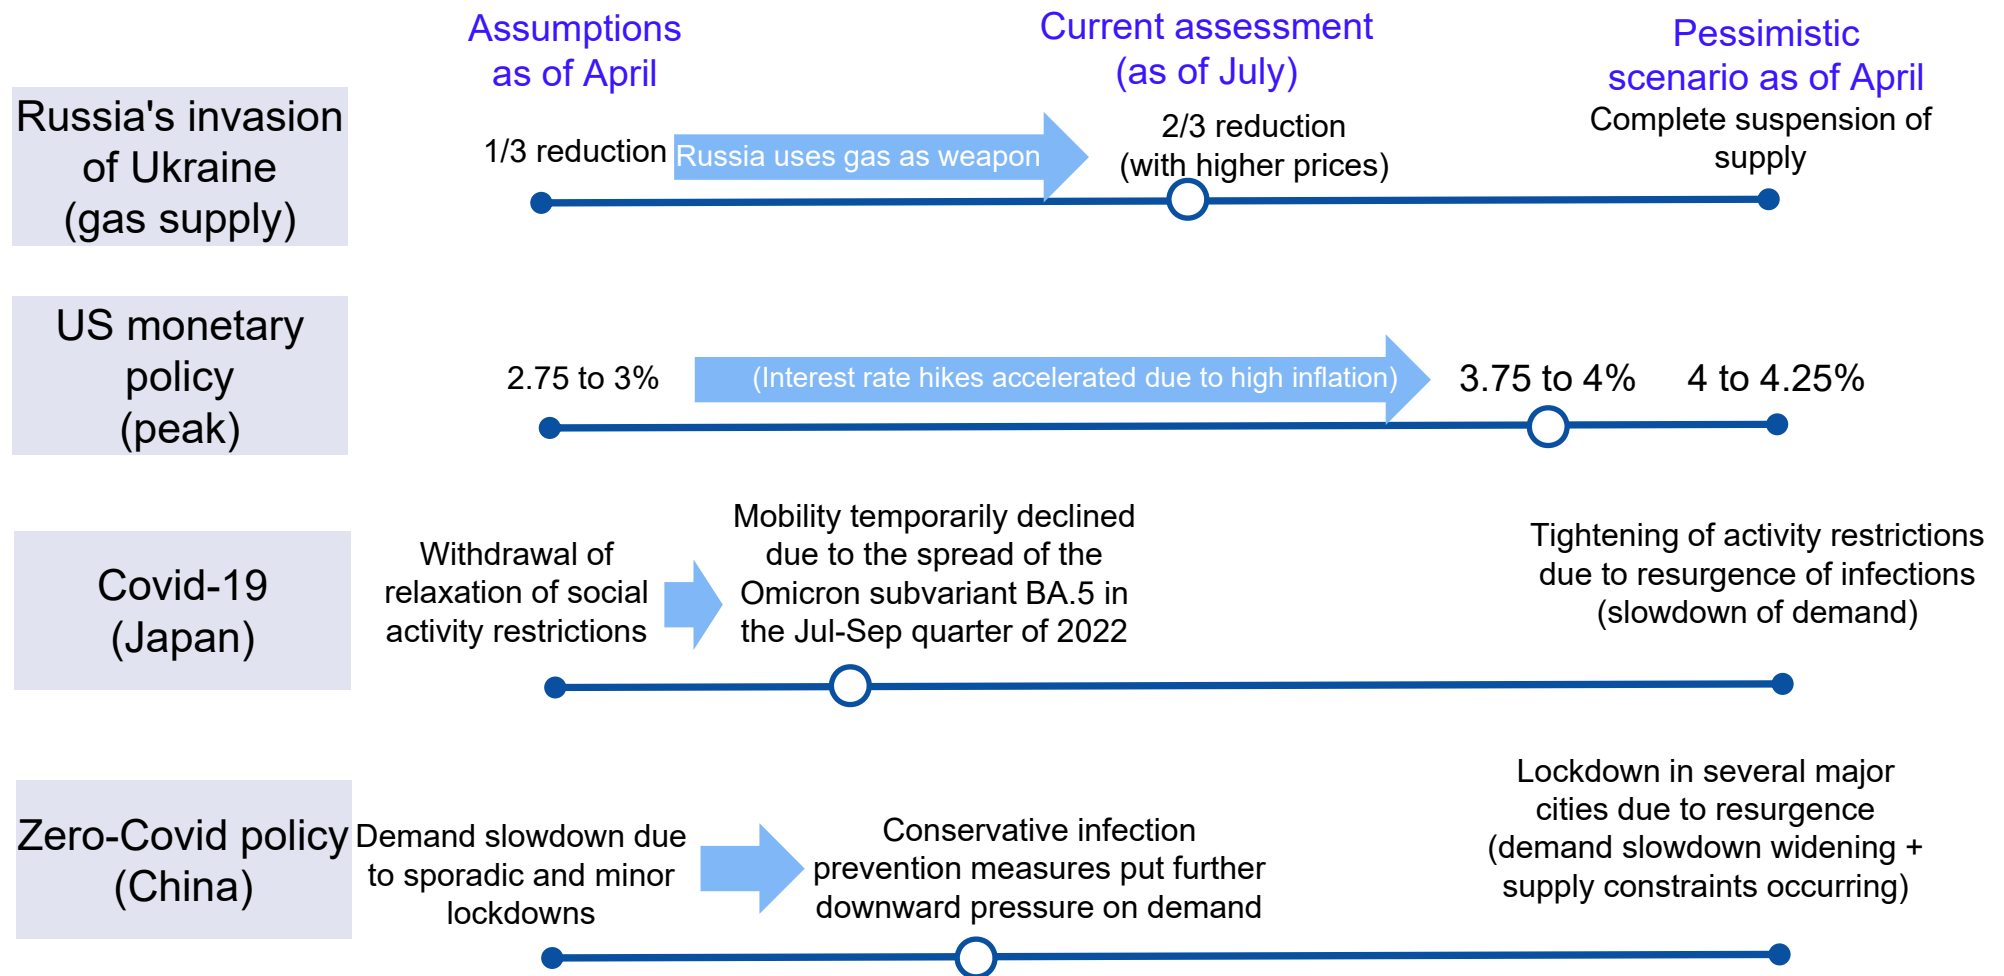 Assumptions
as of April
Current assessment
(as of July)
Pessimistic
scenario as of April
Russia's invasion
of Ukraine
(gas supply)
1/3 reduction
Russia uses gas as weapon
2/3 reduction
(with higher prices)
Complete suspension of
supply
US monetary
policy
(peak)
2.75 to 3%
(Interest rate hikes accelerated due to high inflation)
3.75 to 4%
4 to 4.25%
Covid-19
(Japan)
Withdrawal of
relaxation of social
activity restrictions
Mobility temporarily declined
due to the spread of the
Omicron subvariant BA.5 in
the Jul-Sep quarter of 2022
Tightening of activity restrictions
due to resurgence of infections
(slowdown of demand)
Zero-Covid policy
(China)
Demand slowdown due
to sporadic and minor
lockdowns
Conservative infection
prevention measures put further
downward pressure on demand
Lockdown in several major
cities due to resurgence
(demand slowdown widening +
supply constraints occurring)